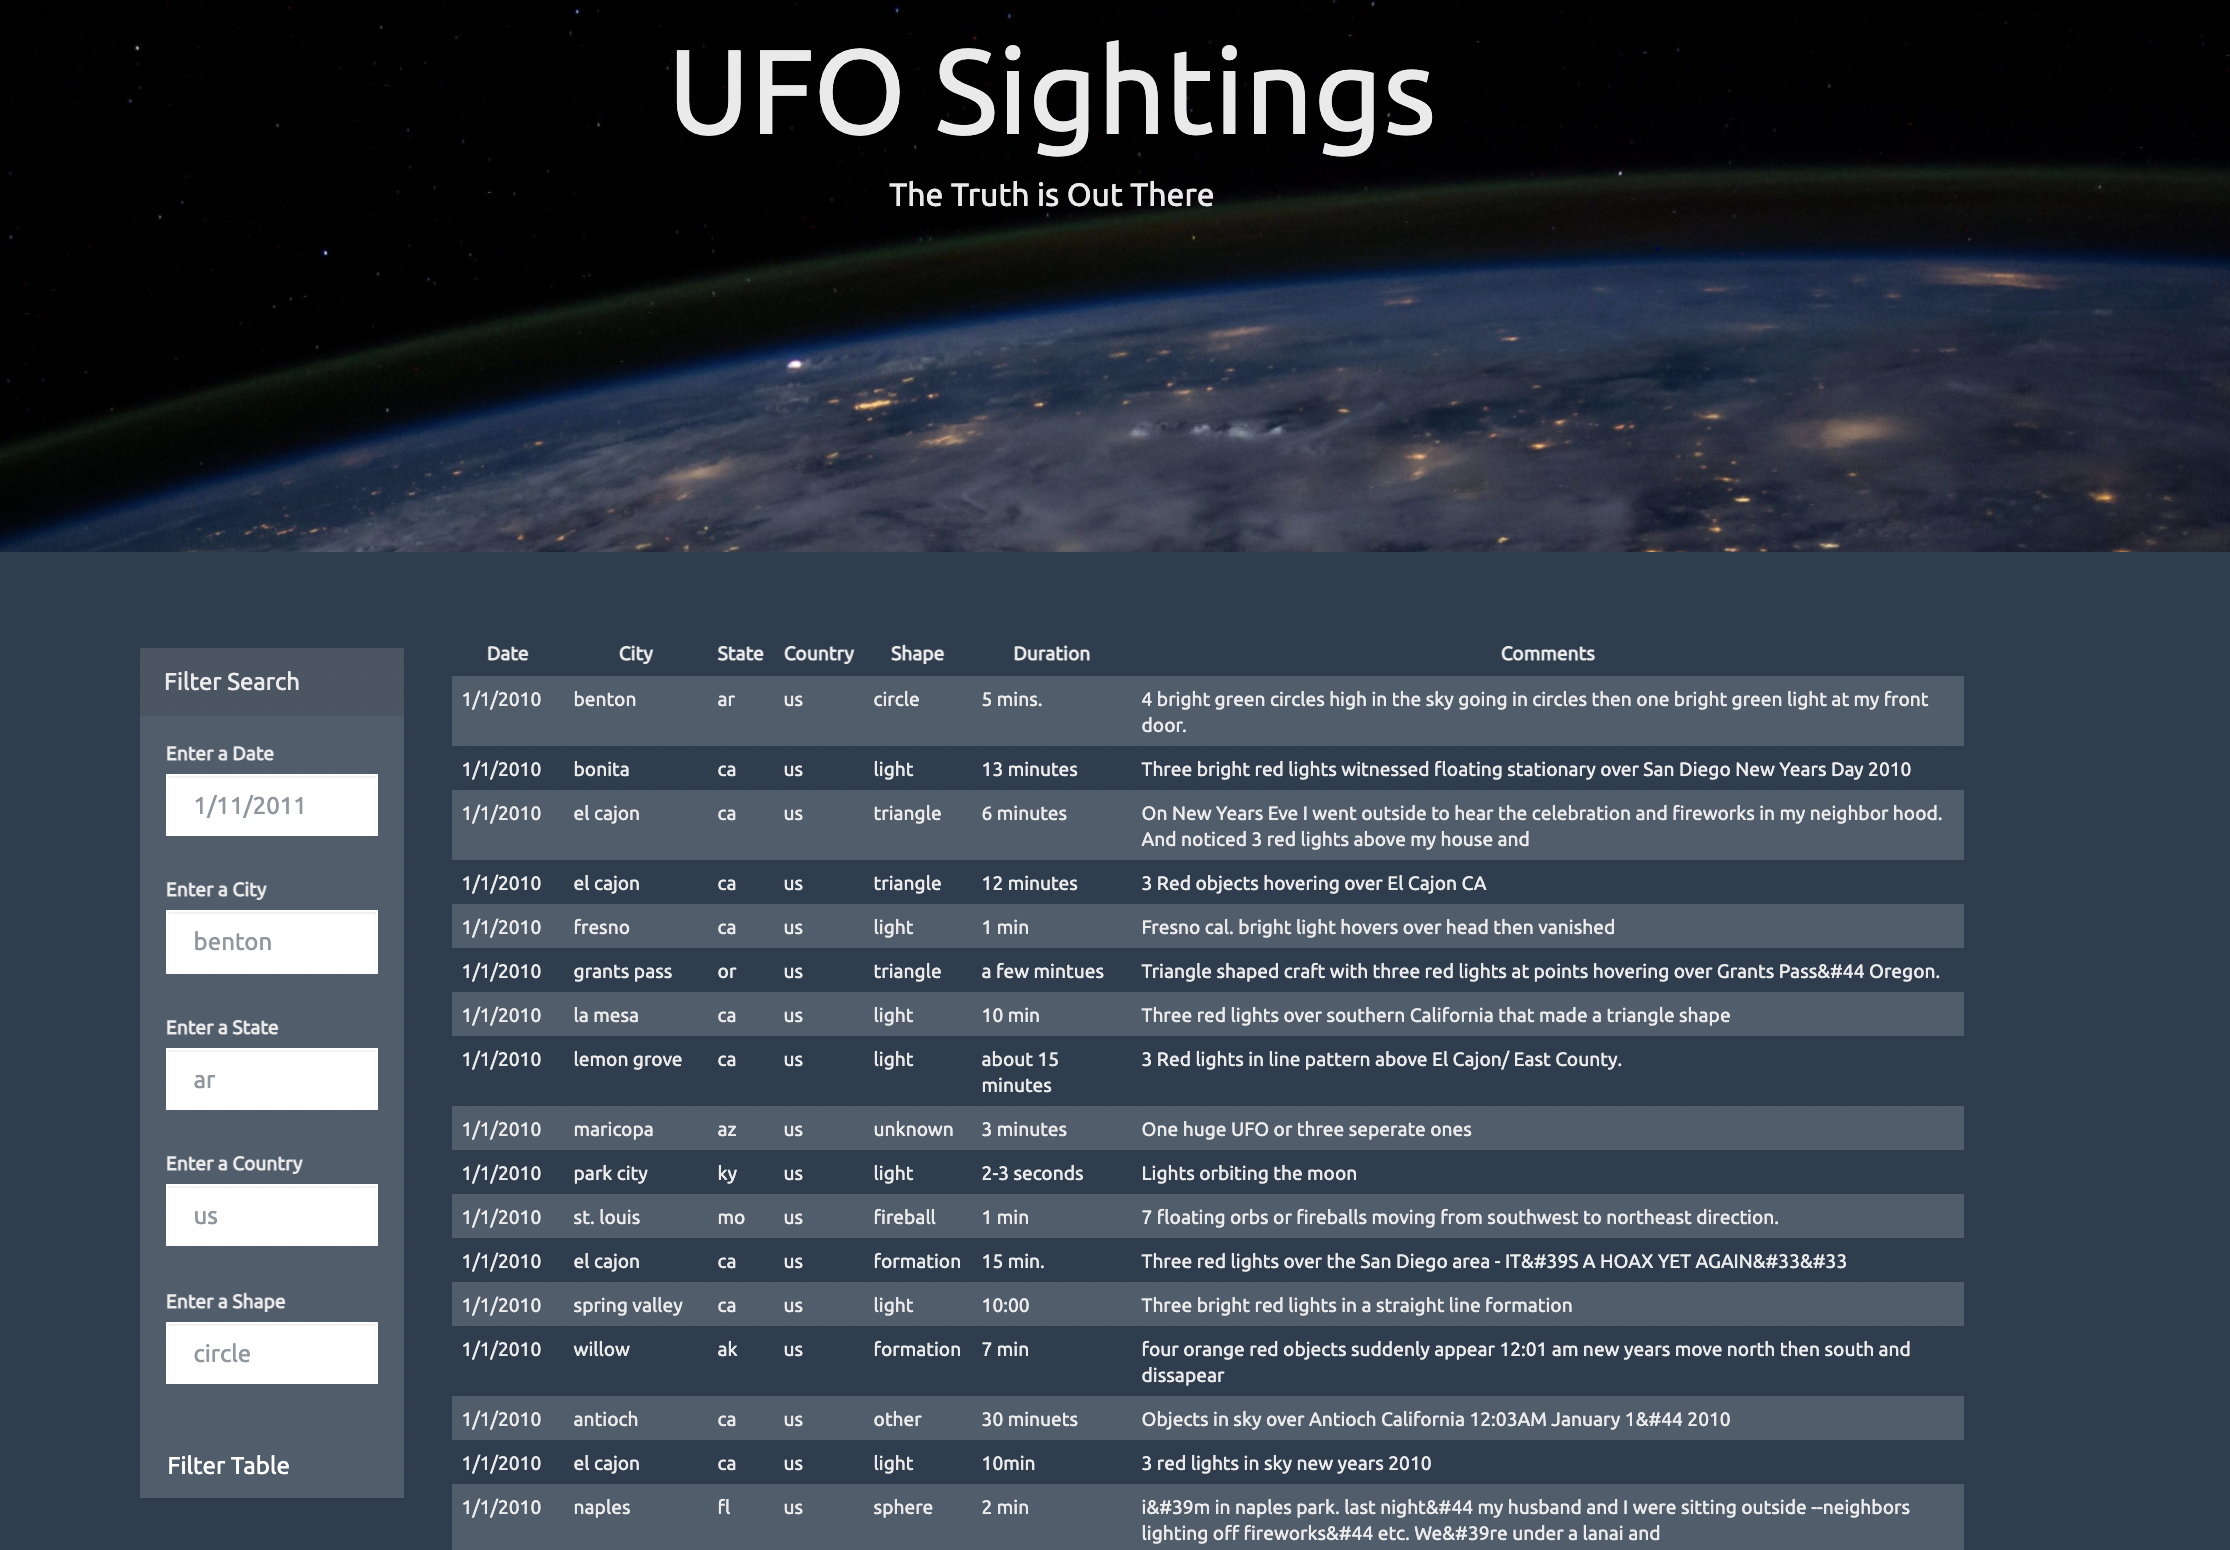 UFO Sightings
The Truth is Out There
Filter Search
Enter a Date
1/11/2011
Enter a City
benton
Enter a State
ar
Enter a Country
us
Enter a Shape
circle
Filter Table
Date City State Country Shape Duration Comments
1/1/2010 benton ar us circle 5 mins. 4 bright green circles high in the sky going in circles then one bright green light at my front
door.
1/1/2010 bonita ca us light 13 minutes Three bright red lights witnessed floating stationary over San Diego New Years Day 2010
1/1/2010 el cajon ca us triangle 6 minutes On New Years Eve I went outside to hear the celebration and fireworks in my neighbor hood.
And noticed 3 red lights above my house and
1/1/2010 el cajon ca us triangle 12 minutes 3 Red objects hovering over El Cajon CA
1/1/2010 fresno ca us light 1 min Fresno cal. bright light hovers over head then vanished
1/1/2010 grants pass or us triangle a few mintues Triangle shaped craft with three red lights at points hovering over Grants Pass&#44 Oregon.
1/1/2010 la mesa ca us light 10 min Three red lights over southern California that made a triangle shape
1/1/2010 lemon grove ca us light about 15 3 Red lights in line pattern above El Cajon/ East County.
minutes
1/1/2010 maricopa az us unknown 3 minutes One huge UFO or three seperate ones
1/1/2010 park city ky us light 2-3 seconds Lights orbiting the moon
1/1/2010 st. louis mo us fireball 1 min 7 floating orbs or fireballs moving from southwest to northeast direction.
1/1/2010 el cajon ca us formation 15 min. Three red lights over the San Diego area - IT&#39S A HOAX YET AGAIN&#33&#33
1/1/2010 spring valley ca us light 10:00 Three bright red lights in a straight line formation
1/1/2010 willow ak us formation 7 min four orange red objects suddenly appear 12:01 am new years move north then south and
dissapear
1/1/2010 antioch ca us other 30 minuets Objects in sky over Antioch California 12:03AM January 1&#44 2010
1/1/2010 el cajon ca us light 10min 3 red lights in sky new years 2010
1/1/2010 naples fl us sphere 2 min i&#39m in naples park. last night&#44 my husband and I were sitting outside --neighbors
lighting off fireworks&#44 etc. We&#39re under a lanai and